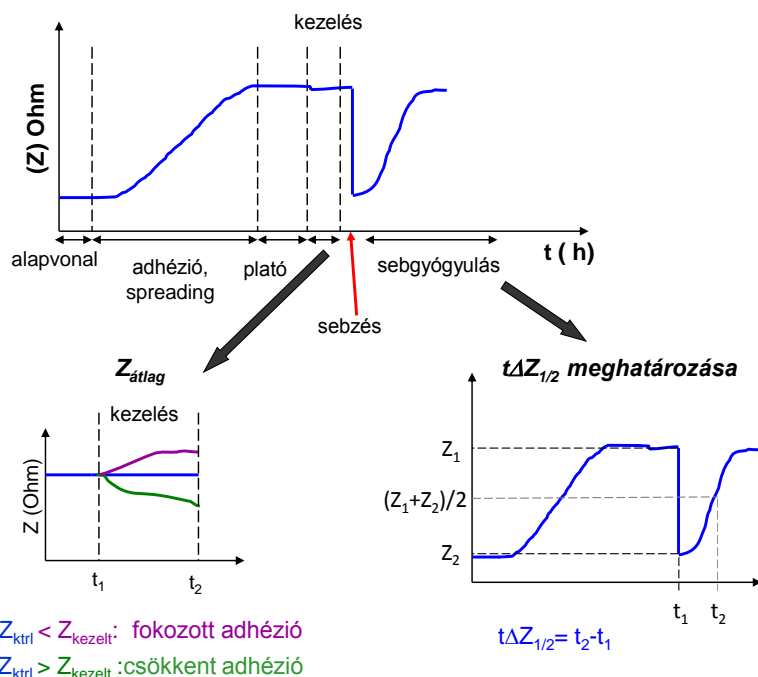 kezelés
(Z) Ohm
t ( h)
alapvonal
adhézió,
spreading
plató
sebgyógyulás
sebzés
Zátlag
kezelés
Z (Ohm)
t1
t2
Zktrl < Zkezelt: fokozott adhézió
Zktrl > Zkezelt :csökkent adhézió
tΔZ1/2 meghatározása
Z1
(Z1+Z2)/2
Z2
t1
t2
tΔZ1/2= t2-t1